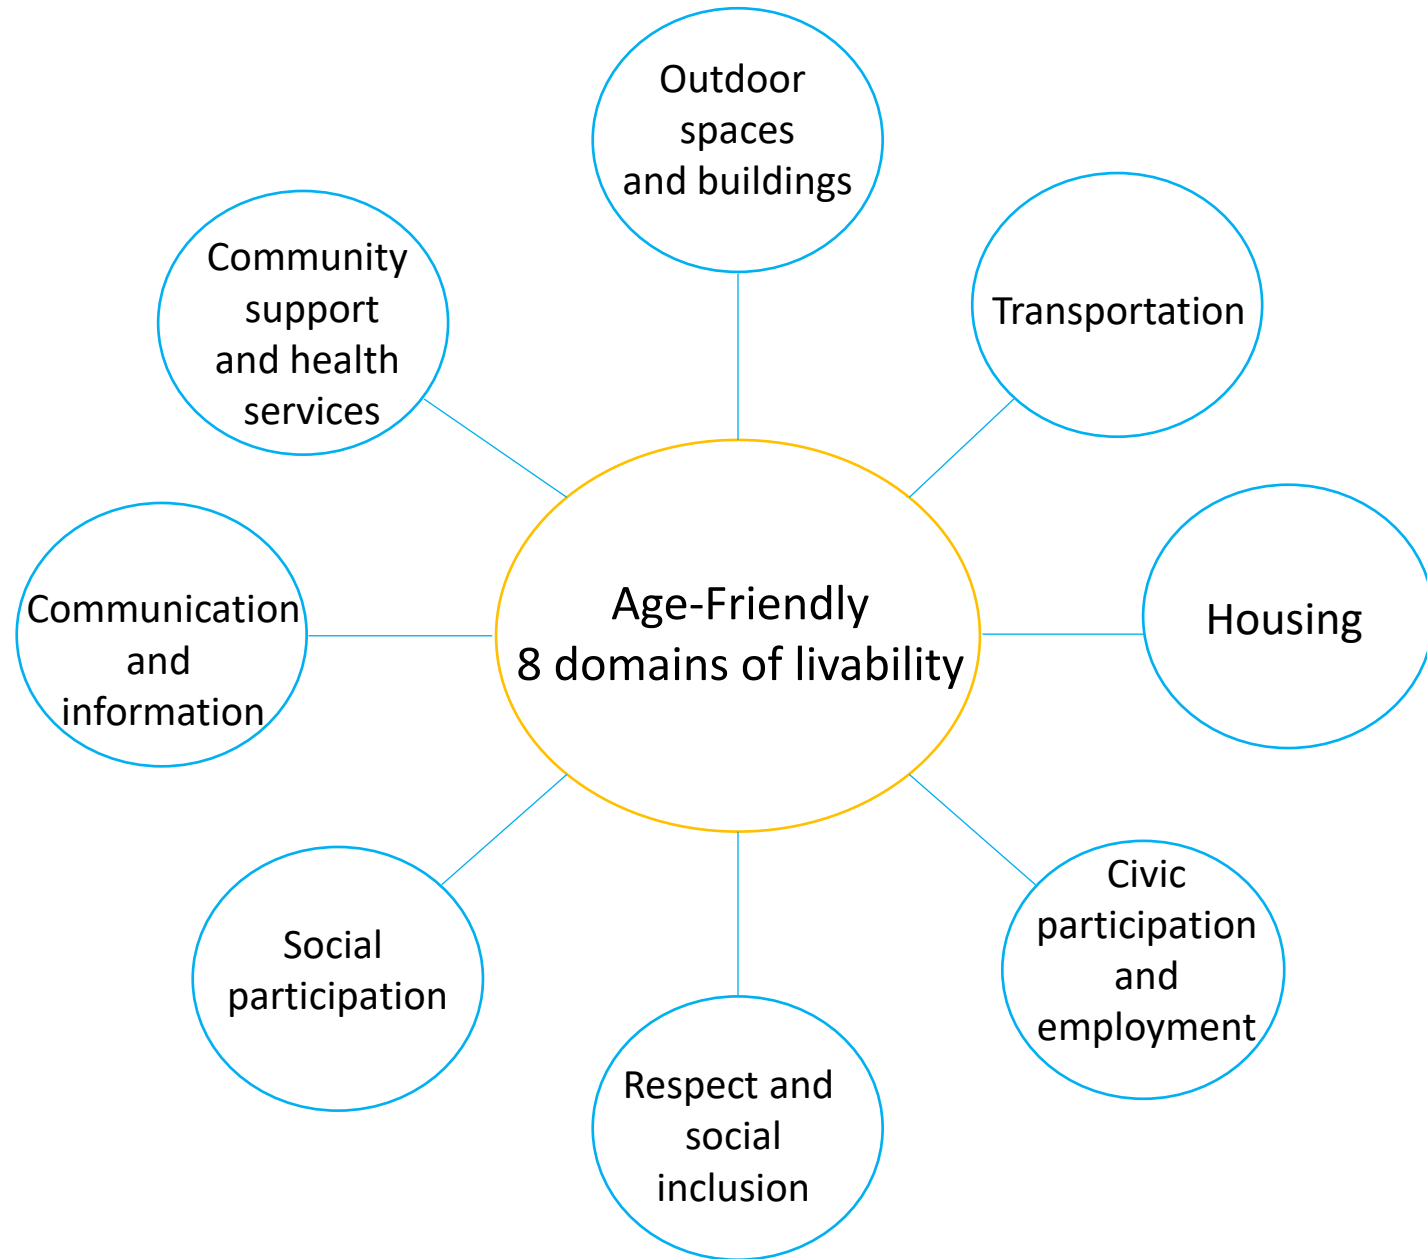 Outdoor
spaces
and buildings
Transportation
Housing
Civic
participation
and
employment
Respect and
social
inclusion
Social
participation
Communication
and
information
Community
support
and health
services
Age-Friendly
8 domains of livability